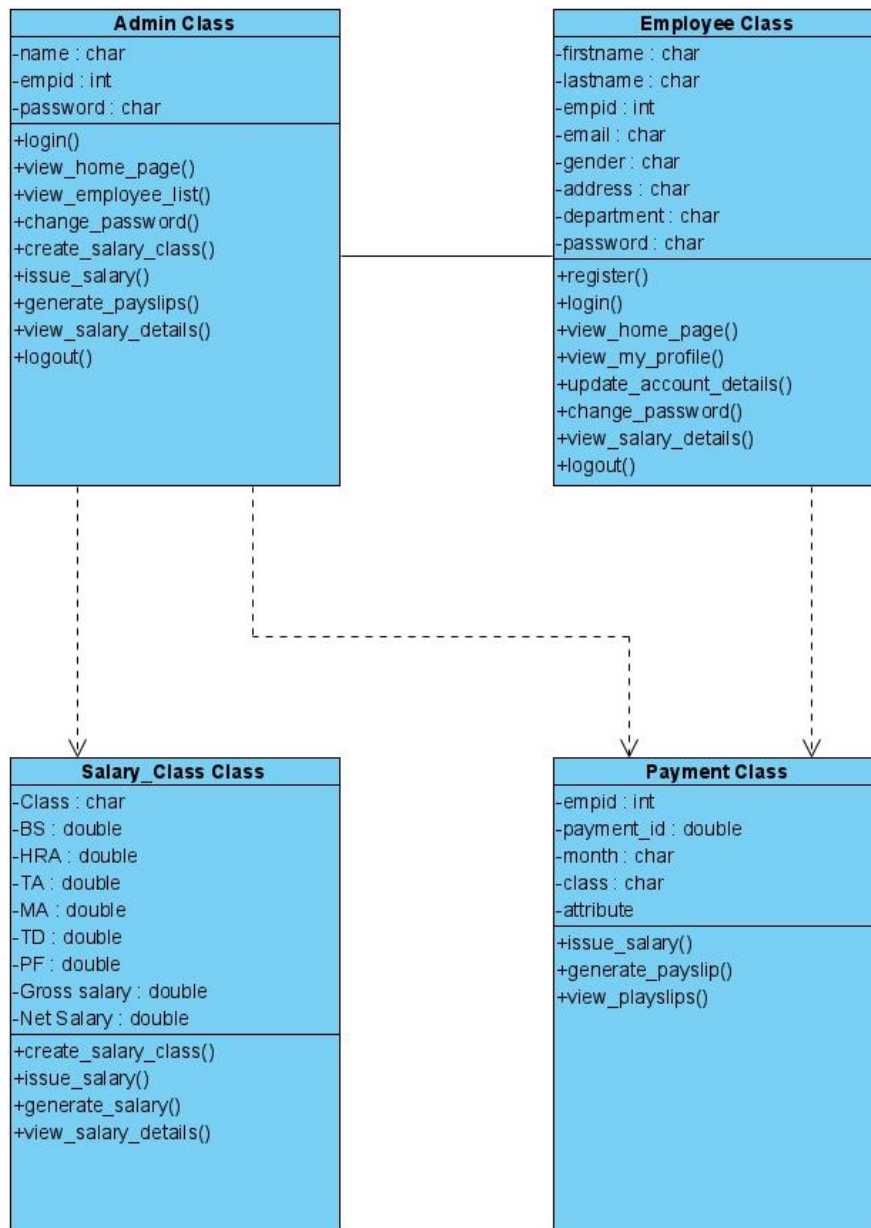 Admin Class
-name : char
-empid : int
-password : char
+login()
+view_home_page()
+view_employee_list()
+change_password()
+create_salary_class()
+issue_salary()
+generate_payslips()
+view_salary_details()
+logout()
Employee Class
-firstname : char
-lastname : char
-empid : int
-email : char
-gender : char
-address : char
-department : char
-password : char
+register()
+login()
+view_home_page()
+view_my_profile()
+update_account_details()
+change_password()
+view_salary_details()
+logout()
Salary_Class Class
-Class : char
-BS : double
-HRA : double
-TA : double
-MA : double
-TD : double
-PF : double
-Gross salary : double
-Net Salary : double
+create_salary_class()
+issue_salary()
+generate_salary()
+view_salary_details()
Payment Class
-empid : int
-payment_id : double
-month : char
-class : char
-attribute
+issue_salary()
+generate_payslip()
+view_playslips()